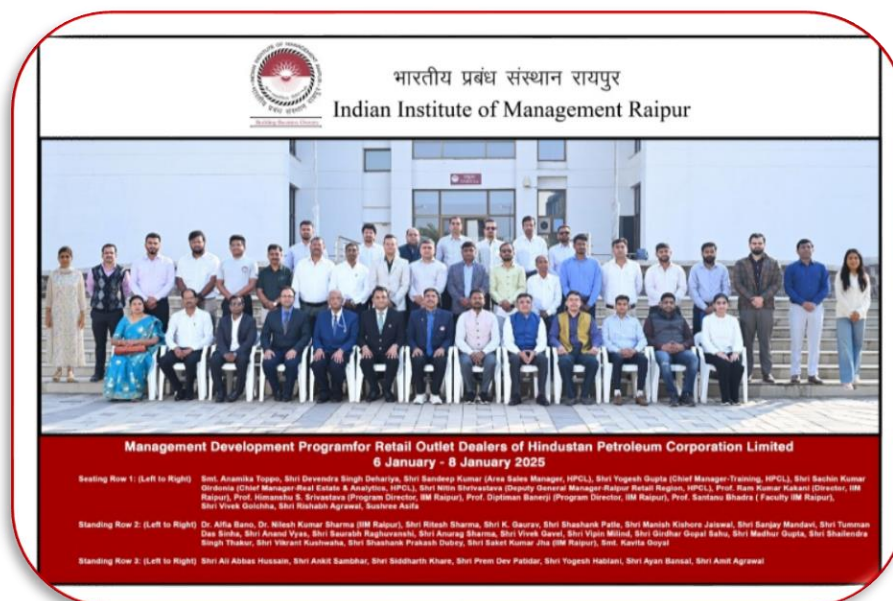 भारतीय प्रबंध संस्थान रायपुर
Indian Institute of Management Raipur
Building Business Owners
Management Development Programfor Retail Outlet Dealers of Hindustan Petroleum Corporation Limited
6 January - 8 January 2025
Seating Row 1: (Left to Right) Smt. Anamika Toppo, Shri Devendra Singh Dehariya, Shri Sandeep Kumar (Area Sales Manager, HPCL), Shri Yogesh Gupta (Chief Manager-Training, HPCL), Shri Sachin Kumar
Girdonia (Chief Manager-Real Estate & Analytics, HPCL), Shri Nitin Shrivastava (Deputy General Manager-Raipur Retail Region, HPCL), Prof. Ram Kumar Kakani (Director, IIM
Raipur), Prof. Himanshu S. Srivastava (Program Director, IIM Raipur), Prof. Diptiman Banerji (Program Director, IIM Raipur), Prof. Santanu Bhadra ( Faculty IIM Raipur),
Shri Vivek Golchha, Shri Rishabh Agrawal, Sushree Asifa
Standing Row 2: (Left to Right) Dr. Alfia Bano, Dr. Nilesh Kumar Sharma (IIM Raipur), Shri Ritesh Sharma, Shri K. Gaurav, Shri Shashank Patle, Shri Manish Kishore Jaiswal, Shri Sanjay Mandavi, Shri Tumman
Das Sinha, Shri Anand Vyas, Shri Saurabh Raghuvanshi, Shri Anurag Sharma, Shri Vivek Gavel, Shri Vipin Milind, Shri Girdhar Gopal Sahu, Shri Madhur Gupta, Shri Shailendra
Singh Thakur, Shri Vikrant Kushwaha, Shri Shashank Prakash Dubey, Shri Saket Kumar Jha (IIM Raipur), Smt. Kavita Goyal
Standing Row 3: (Left to Right) Shri Ali Abbas Hussain, Shri Ankit Sambhar, Shri Siddharth Khare, Shri Prem Dev Patidar, Shri Yogesh Hablani, Shri Ayan Bansal, Shri Amit Agrawal